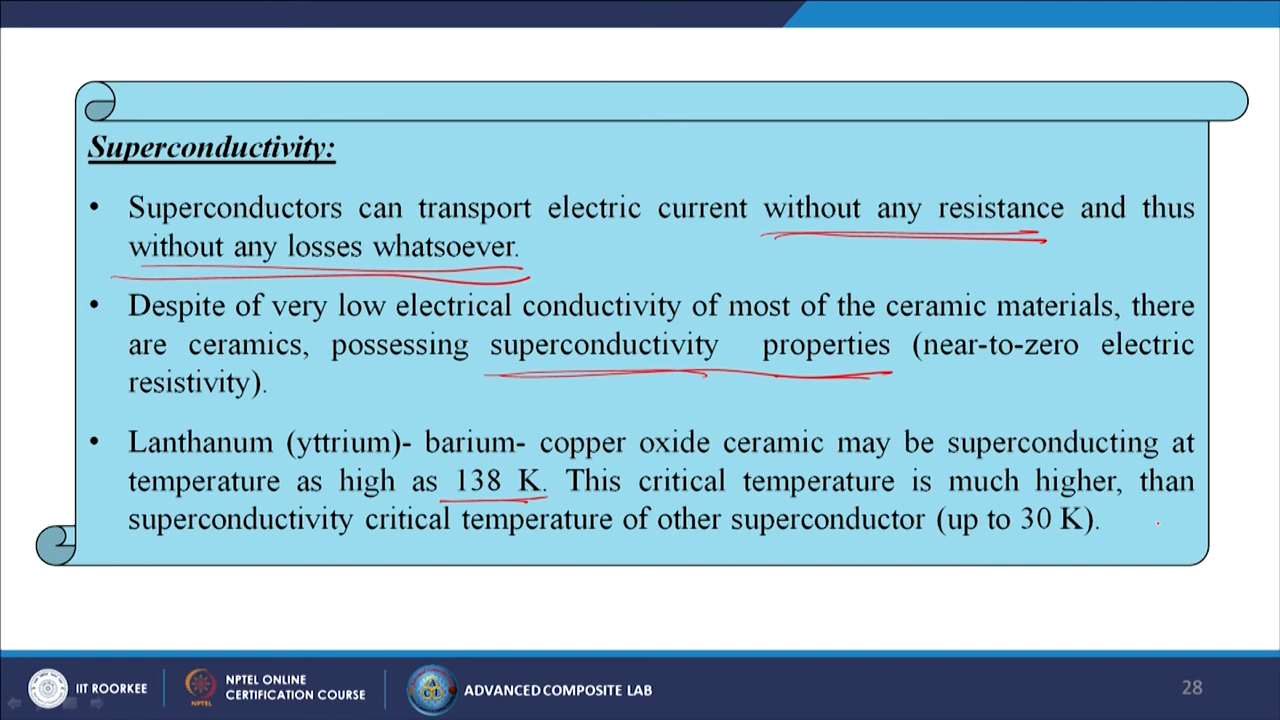 Superconductivity:
• Superconductors can transport electric current without any resistance and thus
without any losses whatsoever.
• Despite of very low electrical conductivity of most of the ceramic materials, there
are ceramics, possessing superconductivity properties (near-to-zero electric
resistivity).
• Lanthanum (yttrium)- barium- copper oxide ceramic may be superconducting at
temperature as high as 138 K. This critical temperature is much higher, than
superconductivity critical temperature of other superconductor (up to 30 K).
IIT ROORKEE
NPTEL
NPTEL ONLINE
CERTIFICATION COURSE
ACL
ADVANCED COMPOSITE LAB
28